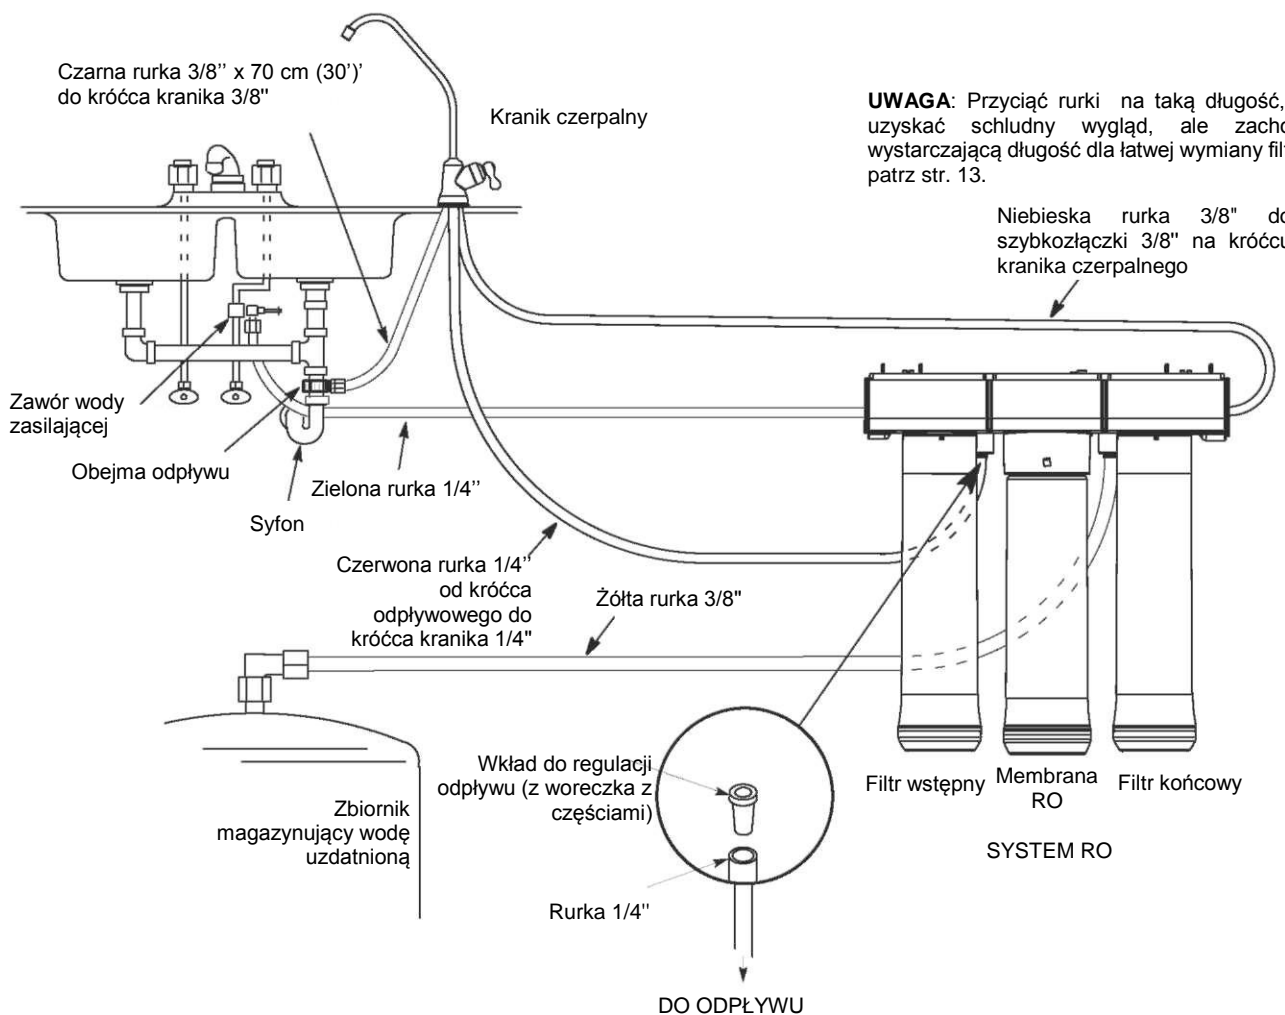 Czarna rurka 3/8'' x 70 cm (30')'
do króćca kranika 3/8"
Kranik czerpalny
UWAGA: Przyciąć rurki na taką długość,
uzyskać schludny wygląd, ale zacho
wystarczającą długość dla łatwej wymiany filt
patrz str. 13.
Niebieska rurka 3/8" do
szybkozłączki 3/8" na króćcu
kranika czerpalnego
Zawór wody
zasilającej
Obejma odpływu
Syfon
Zielona rurka 1/4''
Czerwona rurka 1/4''
od króćca
odpływowego do
króćca kranika 1/4"
Żółta rurka 3/8"
Wkład do regulacji
odpływu (z woreczka z
częściami)
Zbiornik
magazynujący wodę
uzdatnioną
Rurka 1/4''
DO ODPŁYWU
Filtr wstępny
Membrana
RO
Filtr końcowy
SYSTEM RO